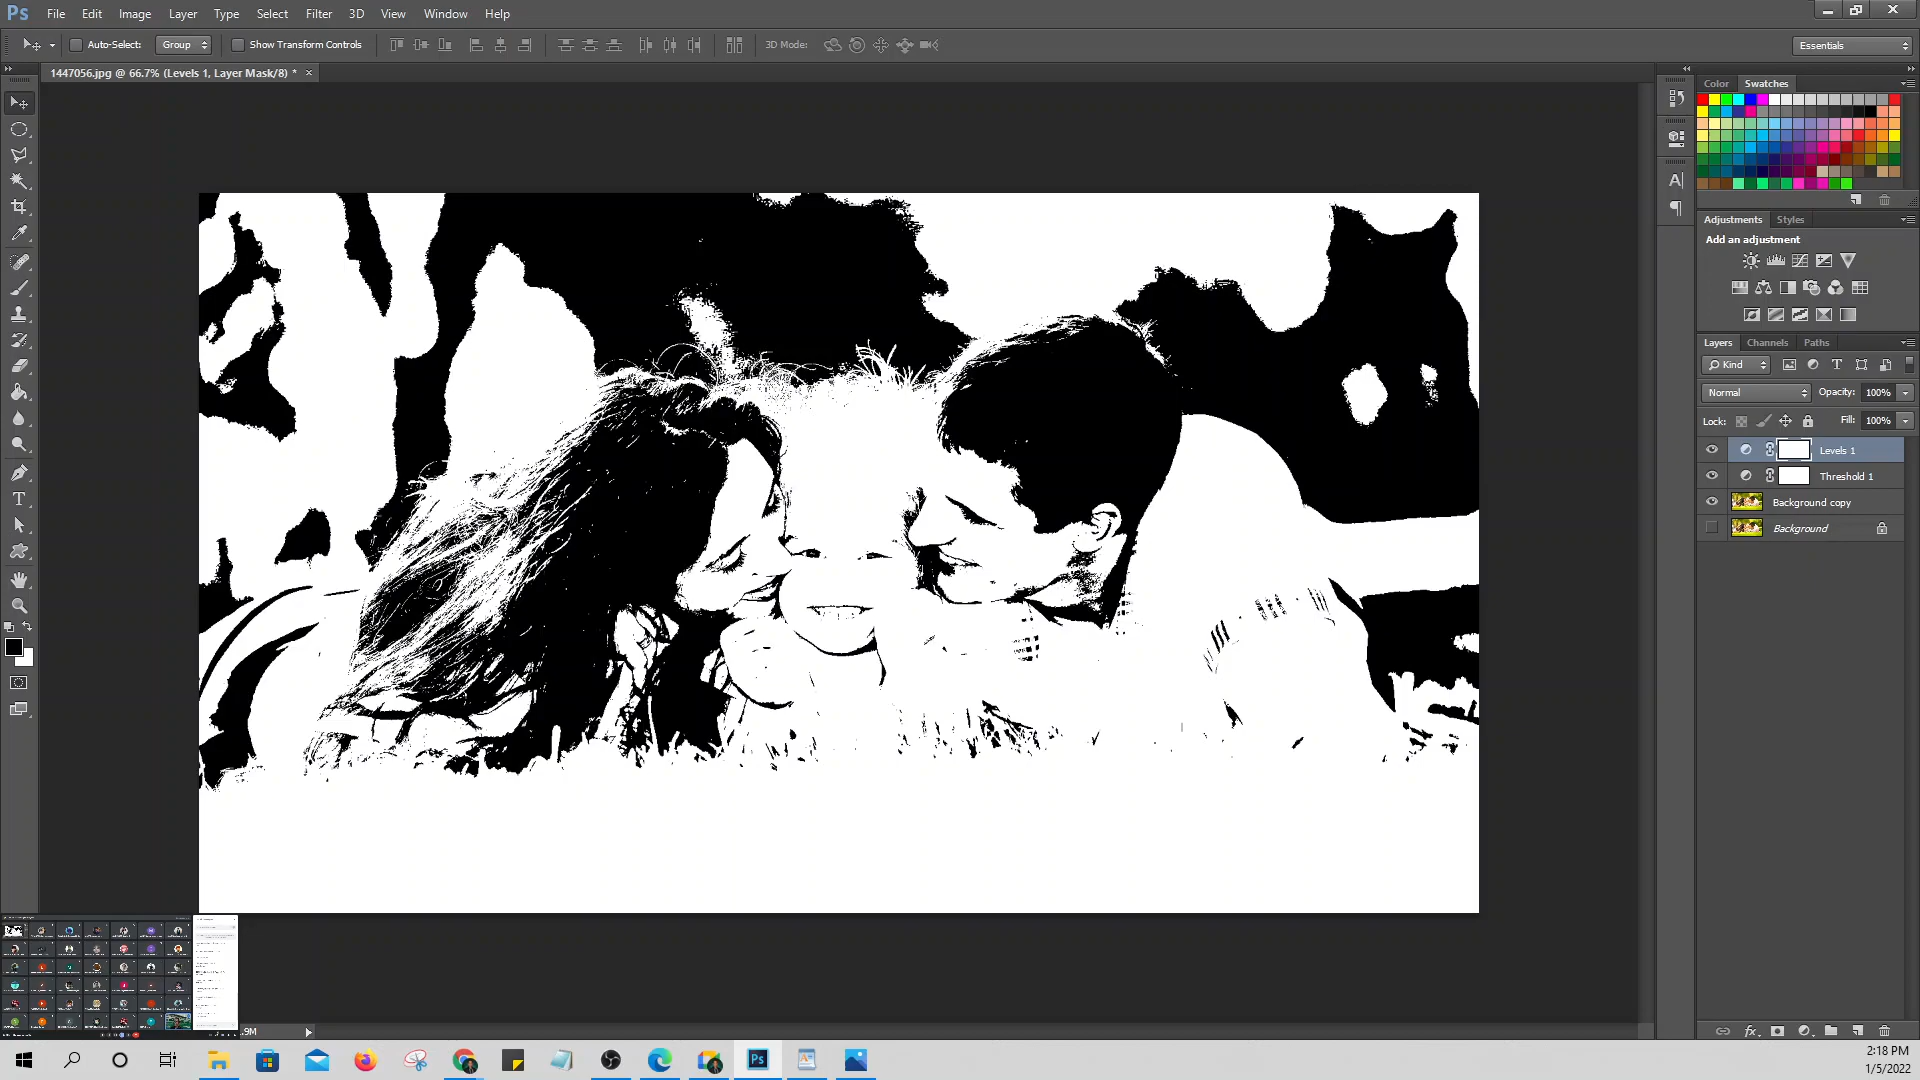 Ps File Edit Image Layer Type Select Filter 3D View Window Help
Auto-Select: Group Show Transform Controls 3D Mode: Essentials
1447056.jpg @ 66.7% (Levels 1, Layer Mask/8) * ×
Color Swatches
Adjustments Styles
Add an adjustment
Layers Channels Paths
Kind
Normal Opacity: 100%
Lock: Fill: 100%
Levels 1
Threshold 1
Background copy
Background
.9M
2:18 PM
1/5/2022